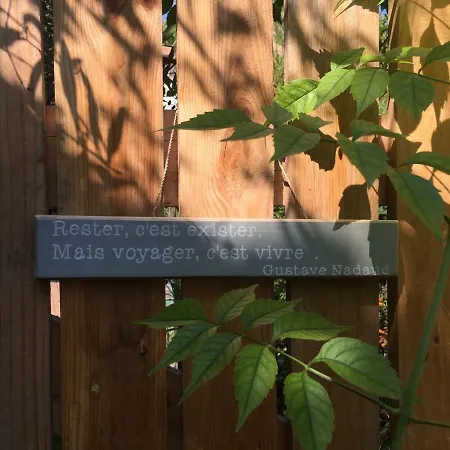 Rester, c'est exister.
Mais voyager, c'est vivre .
Gustave Nadaud